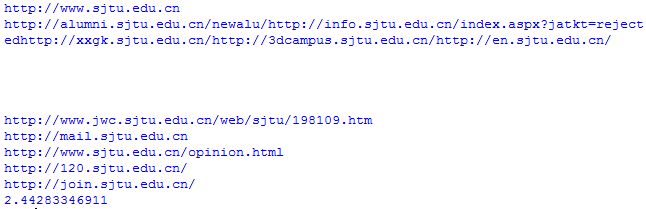 http://www.sjtu.edu.cn
http://alumni.sjtu.edu.cn/newalu/http://info.sjtu.edu.cn/index.aspx?jatkt=reject
edhttp://xxgk.sjtu.edu.cn/http://3dcampus.sjtu.edu.cn/http://en.sjtu.edu.cn/
http://www.jwc.sjtu.edu.cn/web/sjtu/198109.htm
http://mail.sjtu.edu.cn
http://www.sjtu.edu.cn/opinion.html
http://120.sjtu.edu.cn/
http://join.sjtu.edu.cn/
2.44283346911